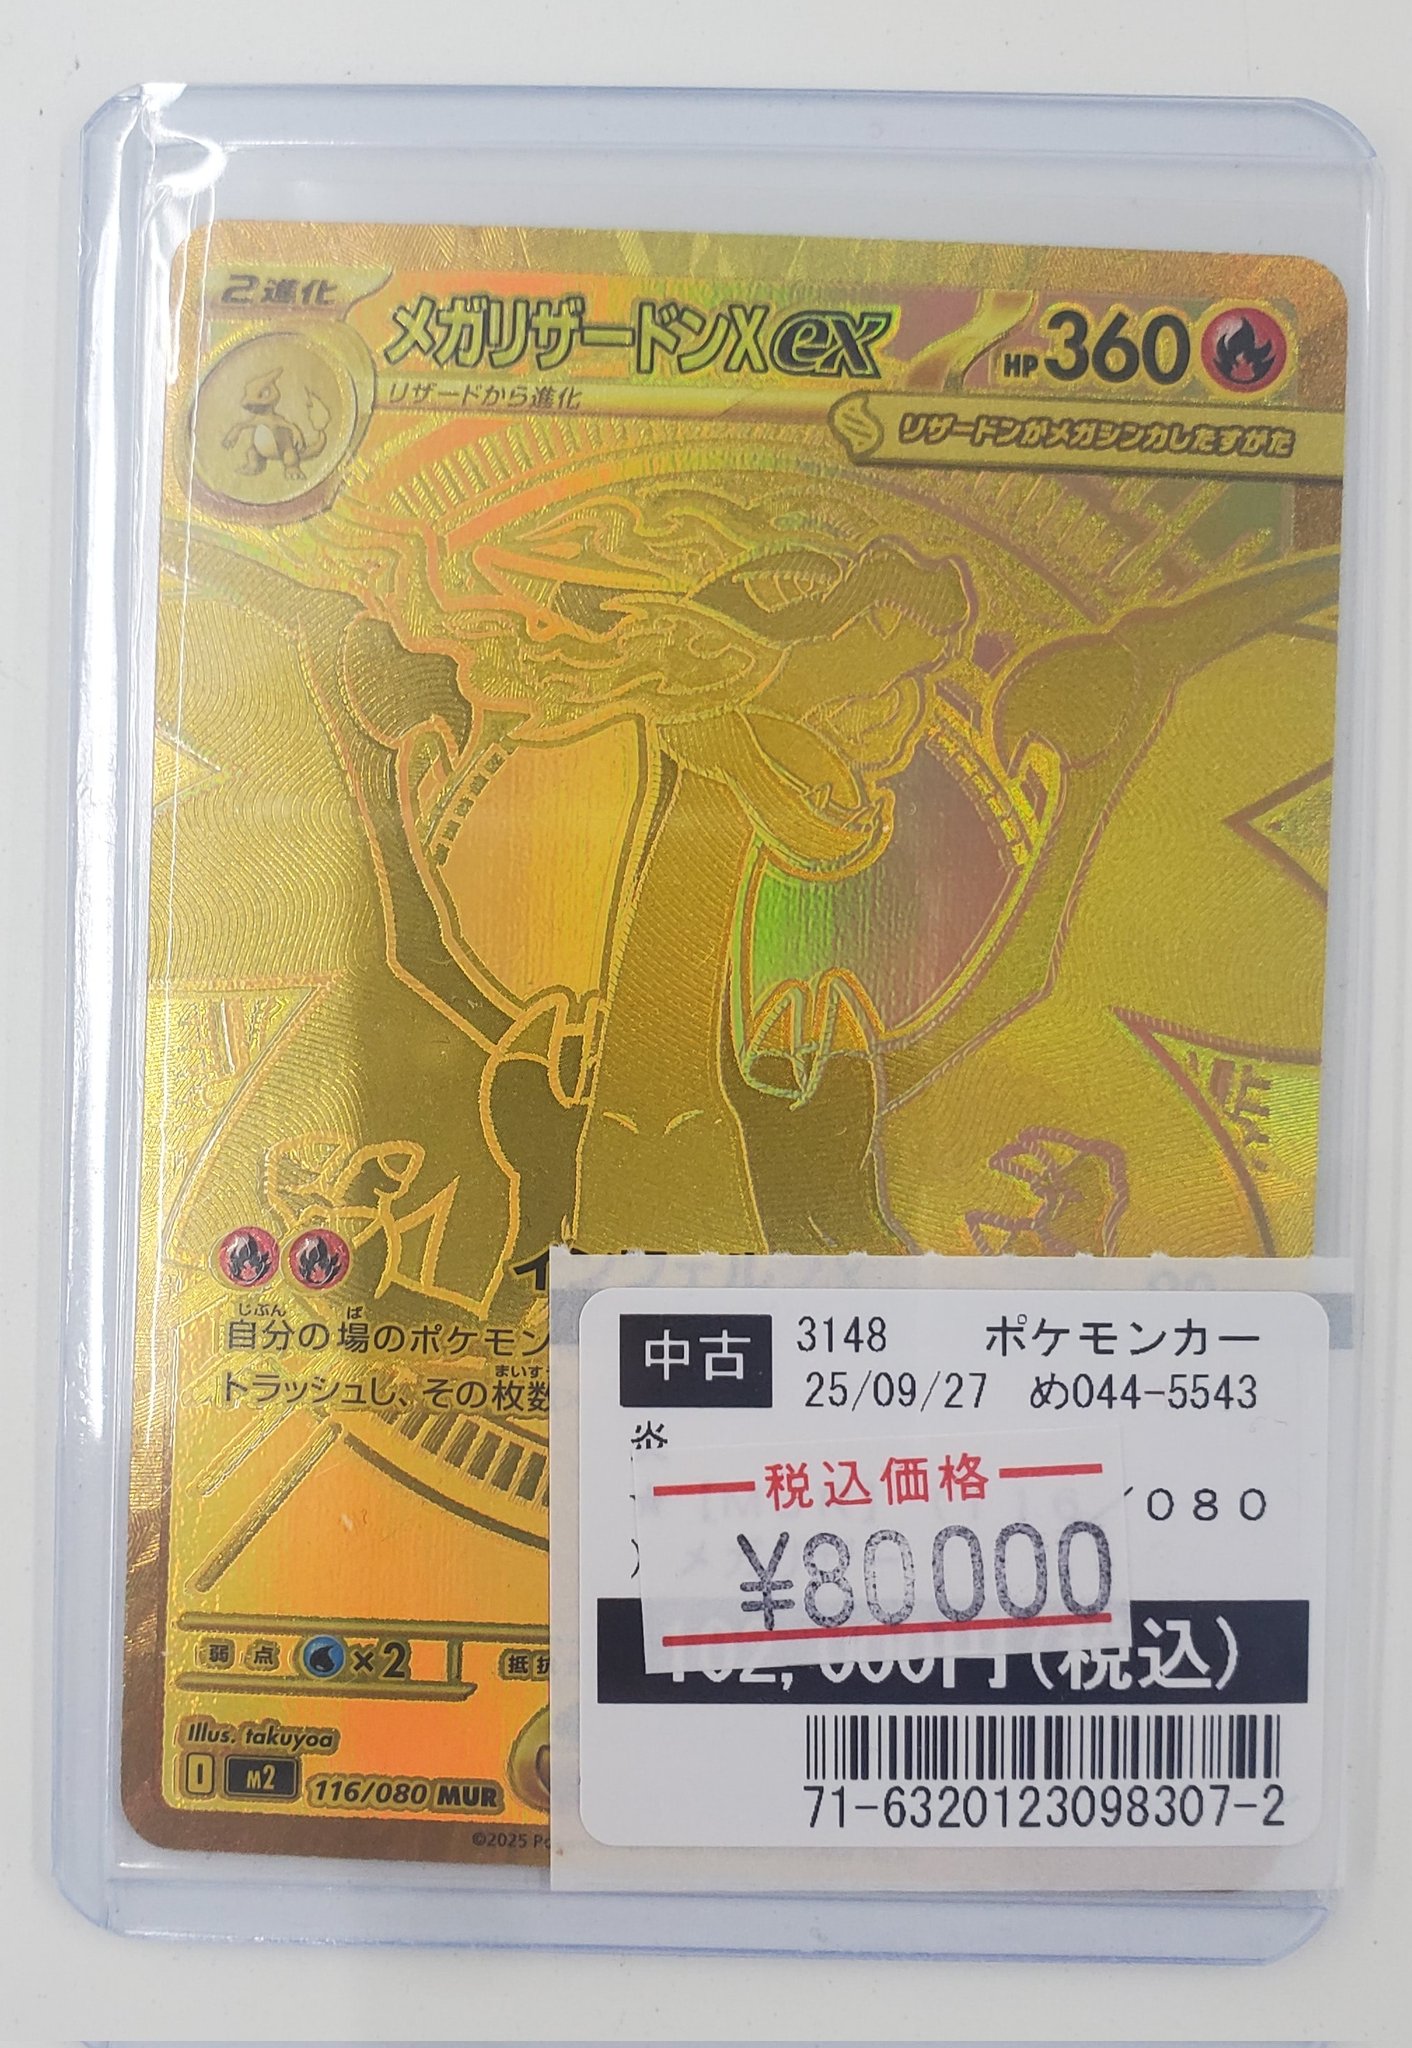 2進化
メガリザードンXex
HP360
リザードから進化
リザードンがメガシンカしたすがた
じぶん ば
自分の場のポケモン
まいす
トラッシュし、その枚数
弱点 ×2
抵抗
Illus. takuyoa
I M2 116/080 MUR
©2025 Po
中古 3148 ポケモンカー
25/09/27 め044-5543
炎
税込価格
080
¥80000
円(税込)
71-6320123098307-2